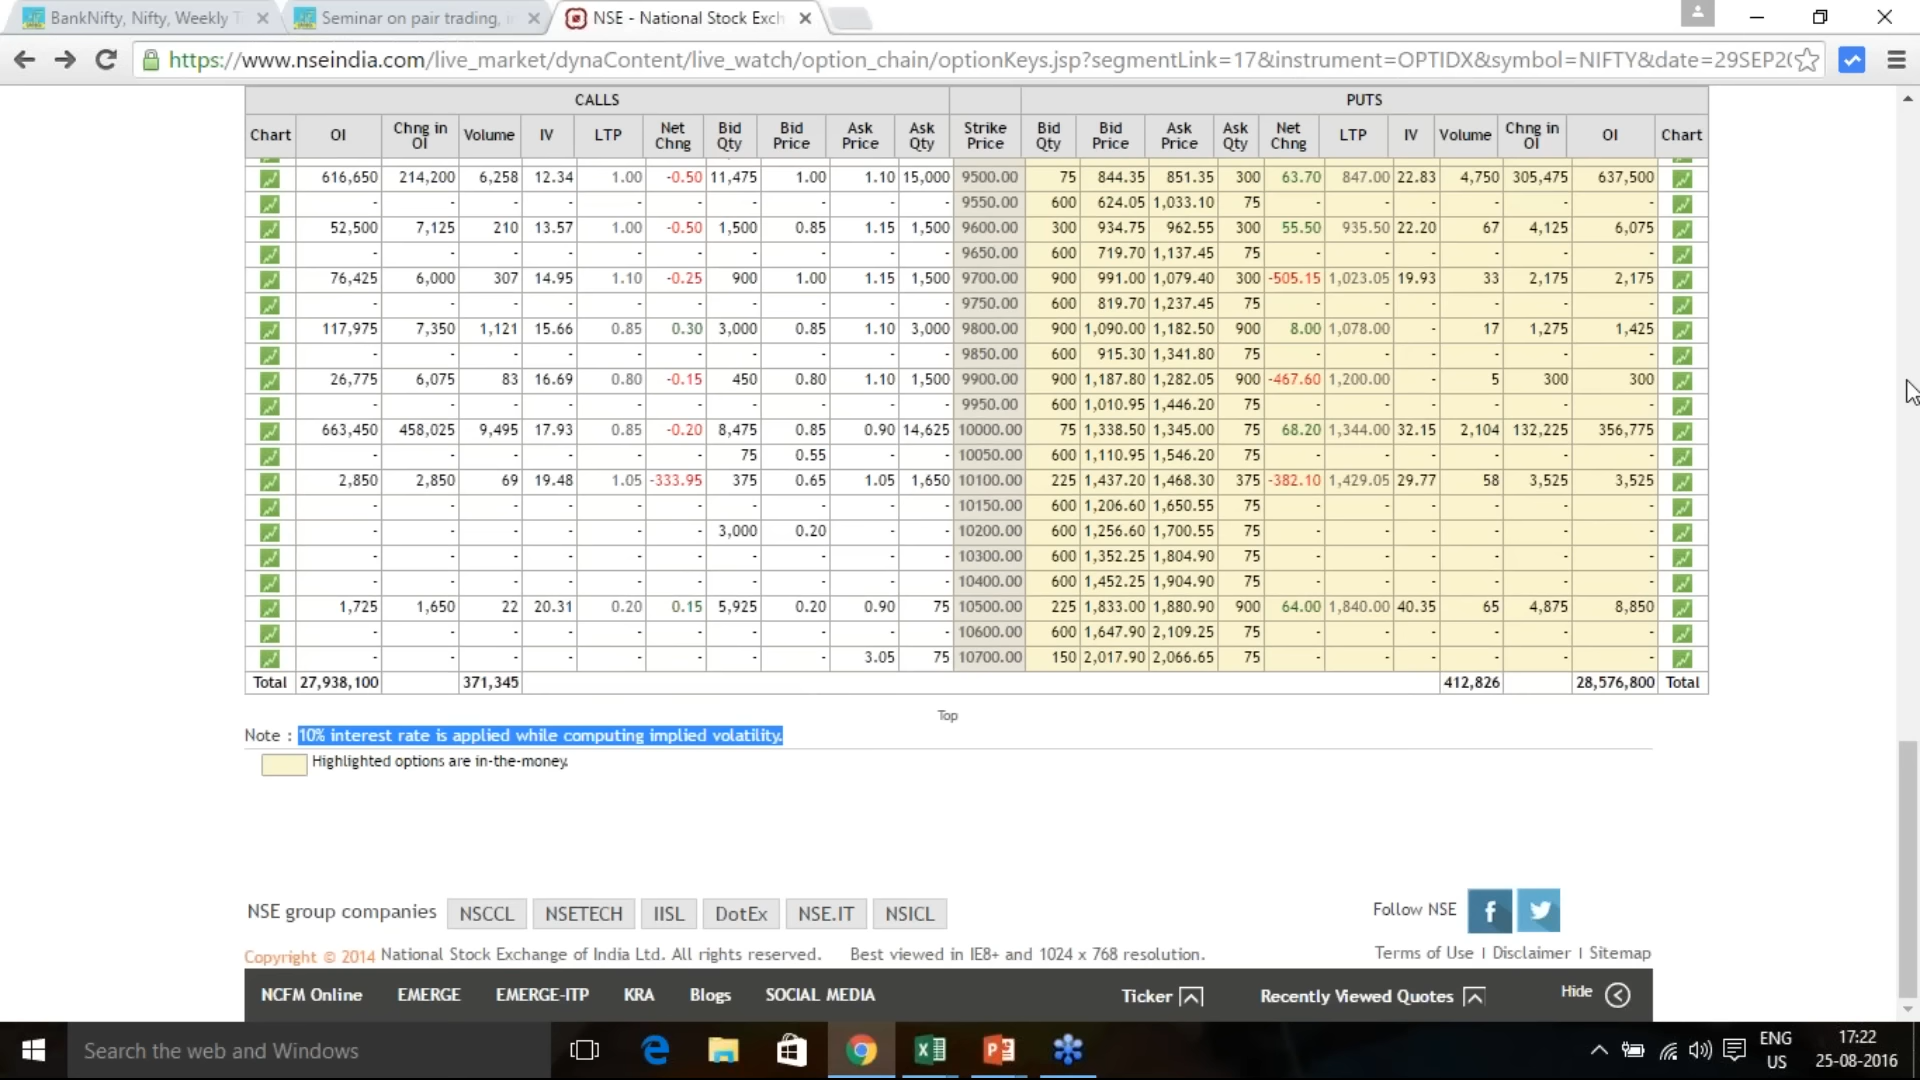 BankNifty, Nifty, Weekly
Seminar on pair trading,
NSE - National Stock Exch
https://www.nseindia.com/live_market/dynaContent/live_watch/option_chain/optionKeys.jsp?segmentLink=17&instrument=OPTIDX&symbol=NIFTY&date=29SEP20
CALLS PUTS
Chart OI Chng in OI Volume IV LTP Net Chng Bid Qty Bid Price Ask Price Ask Qty Strike Price Bid Qty Bid Price Ask Price Ask Qty Net Chng LTP IV Volume Chng in OI OI Chart
616,650 214,200 6,258 12.34 1.00 -0.50 11,475 1.00 1.10 15,000 9500.00 75 844.35 851.35 300 63.70 847.00 22.83 4,750 305,475 637,500
- - - - - - - - - - 9550.00 600 624.05 1,033.10 75 - - - - - -
52,500 7,125 210 13.57 1.00 -0.50 1,500 0.85 1.15 1,500 9600.00 300 934.75 962.55 300 55.50 935.50 22.20 67 4,125 6,075
- - - - - - - - - - 9650.00 600 719.70 1,137.45 75 - - - - - -
76,425 6,000 307 14.95 1.10 -0.25 900 1.00 1.15 1,500 9700.00 900 991.00 1,079.40 300 -505.15 1,023.05 19.93 33 2,175 2,175
- - - - - - - - - - 9750.00 600 819.70 1,237.45 75 - - - - - -
117,975 7,350 1,121 15.66 0.85 0.30 3,000 0.85 1.10 3,000 9800.00 900 1,090.00 1,182.50 900 8.00 1,078.00 - 17 1,275 1,425
- - - - - - - - - - 9850.00 600 915.30 1,341.80 75 - - - - - -
26,775 6,075 83 16.69 0.80 -0.15 450 0.80 1.10 1,500 9900.00 900 1,187.80 1,282.05 900 -467.60 1,200.00 - 5 300 300
- - - - - - - - - - 9950.00 600 1,010.95 1,446.20 75 - - - - - -
663,450 458,025 9,495 17.93 0.85 -0.20 8,475 0.85 0.90 14,625 10000.00 75 1,338.50 1,345.00 75 68.20 1,344.00 32.15 2,104 132,225 356,775
- - - - - - 75 0.55 - - 10050.00 600 1,110.95 1,546.20 75 - - - - - -
2,850 2,850 69 19.48 1.05 -333.95 375 0.65 1.05 1,650 10100.00 225 1,437.20 1,468.30 375 -382.10 1,429.05 29.77 58 3,525 3,525
- - - - - - - - - - 10150.00 600 1,206.60 1,650.55 75 - - - - - -
- - - - - - 3,000 0.20 - - 10200.00 600 1,256.60 1,700.55 75 - - - - - -
- - - - - - - - - - 10300.00 600 1,352.25 1,804.90 75 - - - - - -
- - - - - - - - - - 10400.00 600 1,452.25 1,904.90 75 - - - - - -
1,725 1,650 22 20.31 0.20 0.15 5,925 0.20 0.90 75 10500.00 225 1,833.00 1,880.90 900 64.00 1,840.00 40.35 65 4,875 8,850
- - - - - - - - - - 10600.00 600 1,647.90 2,109.25 75 - - - - - -
- - - - - - - - 3.05 75 10700.00 150 2,017.90 2,066.65 75 - - - - - -
Total 27,938,100 371,345 412,826 28,576,800 Total
Top
Note : 10% interest rate is applied while computing implied volatility.
Highlighted options are in-the-money.
NSE group companies NSCCL NSETECH IISL DotEx NSE.IT NSICL Follow NSE
Copyright © 2014 National Stock Exchange of India Ltd. All rights reserved. Best viewed in IE8+ and 1024 x 768 resolution. Terms of Use | Disclaimer | Sitemap
NCFM Online EMERGE EMERGE-ITP KRA Blogs SOCIAL MEDIA Ticker Recently Viewed Quotes Hide
Search the web and Windows
ENG
US
17:22
25-08-2016